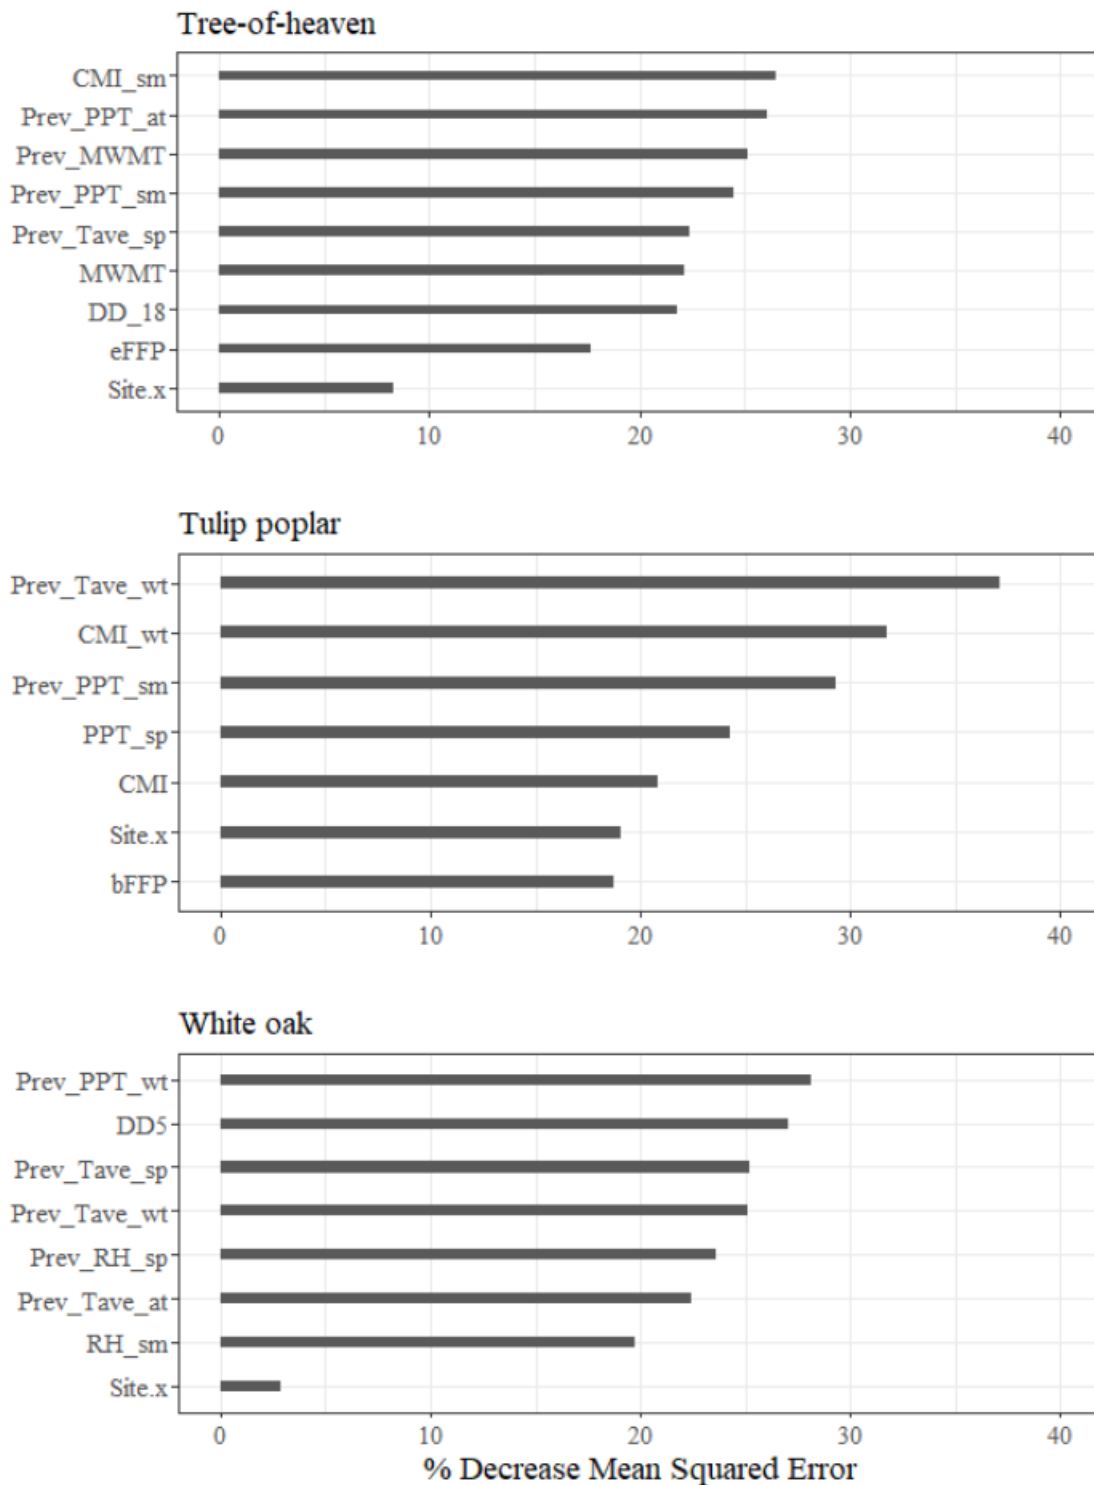 Tree-of-heaven
CMI_sm
Prev_PPT_at
Prev_MWMT
Prev_PPT_sm
Prev_Tave_sp
MWMT
DD_18
eFFP
Site.x
0 10 20 30 40
Tulip poplar
Prev_Tave_wt
CMI_wt
Prev_PPT_sm
PPT_sp
CMI
Site.x
bFFP
0 10 20 30 40
White oak
Prev_PPT_wt
DD5
Prev_Tave_sp
Prev_Tave_wt
Prev_RH_sp
Prev_Tave_at
RH_sm
Site.x
0 10 20 30 40
% Decrease Mean Squared Error